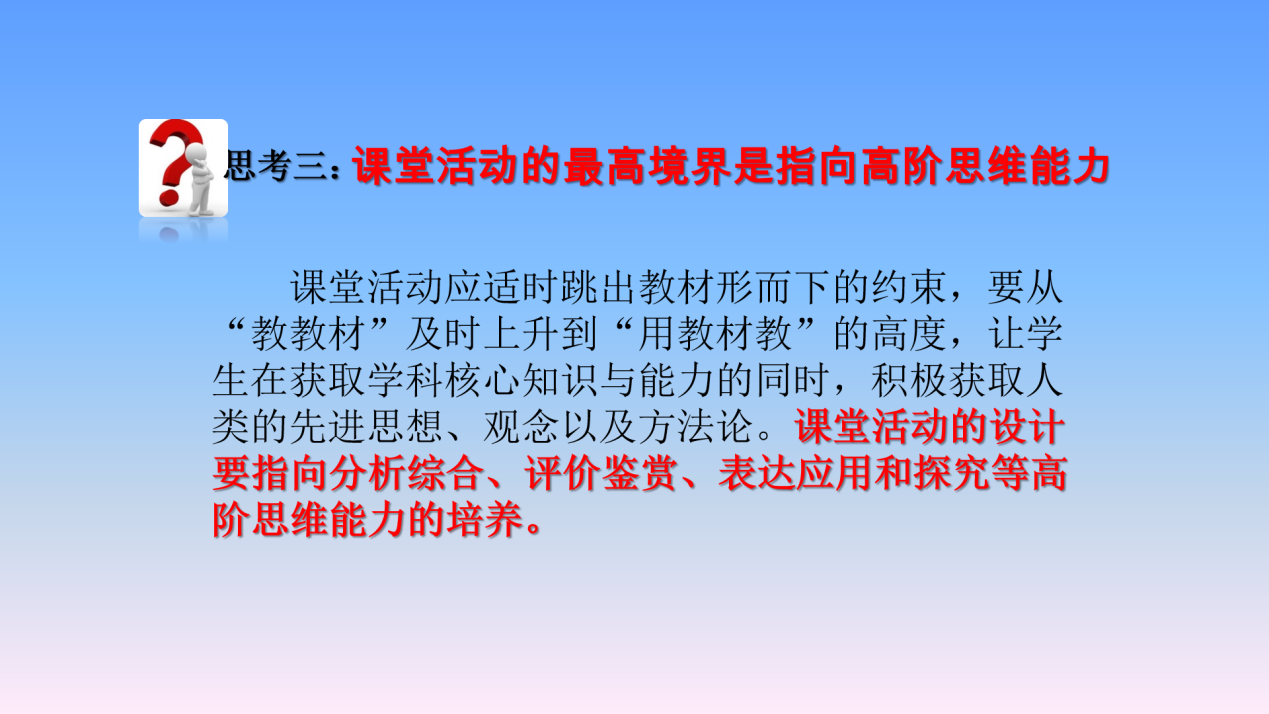 思考三：课堂活动的最高境界是指向高阶思维能力
课堂活动应适时跳出教材形而下的约束，要从
“教教材”及时上升到“用教材教”的高度，让学
生在获取学科核心知识与能力的同时，积极获取人
类的先进思想、观念以及方法论。课堂活动的设计
要指向分析综合、评价鉴赏、表达应用和探究等高
阶思维能力的培养。